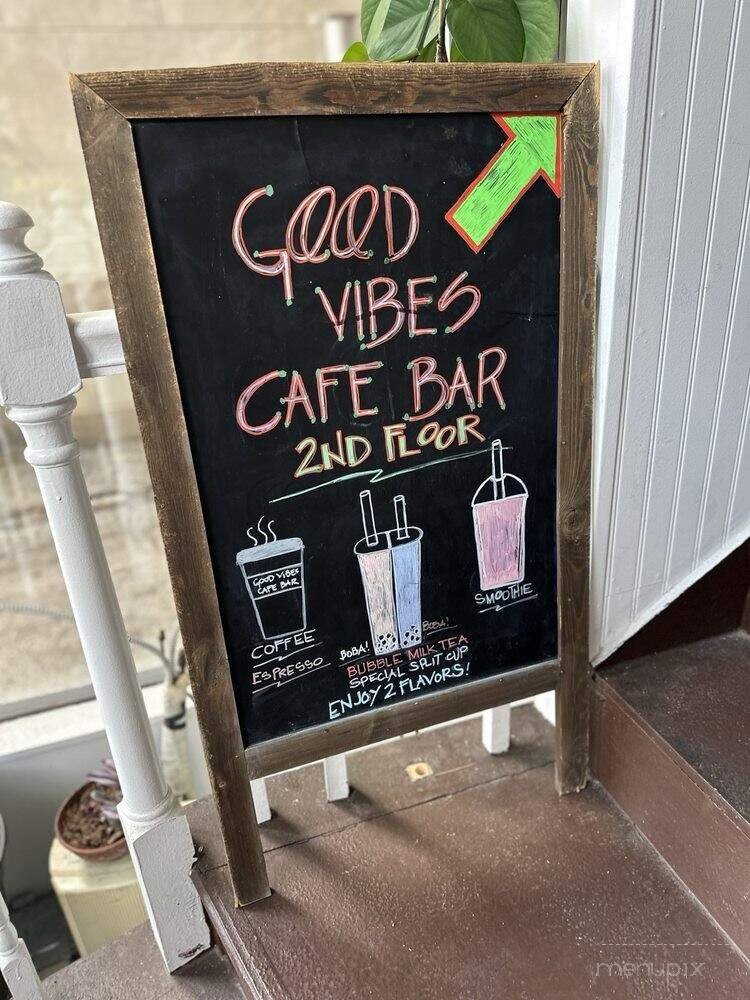 GOOD
VIBES
CAFE BAR
2ND FLOOR
GOOD VIBES
CAFE BAR
COFFEE
ESPRESSO
BOBA!
BOBA!
BUBBLE MILK TEA
SPECIAL SPLIT CUP
ENJOY 2 FLAVORS!
SMOOTHIE
menupix